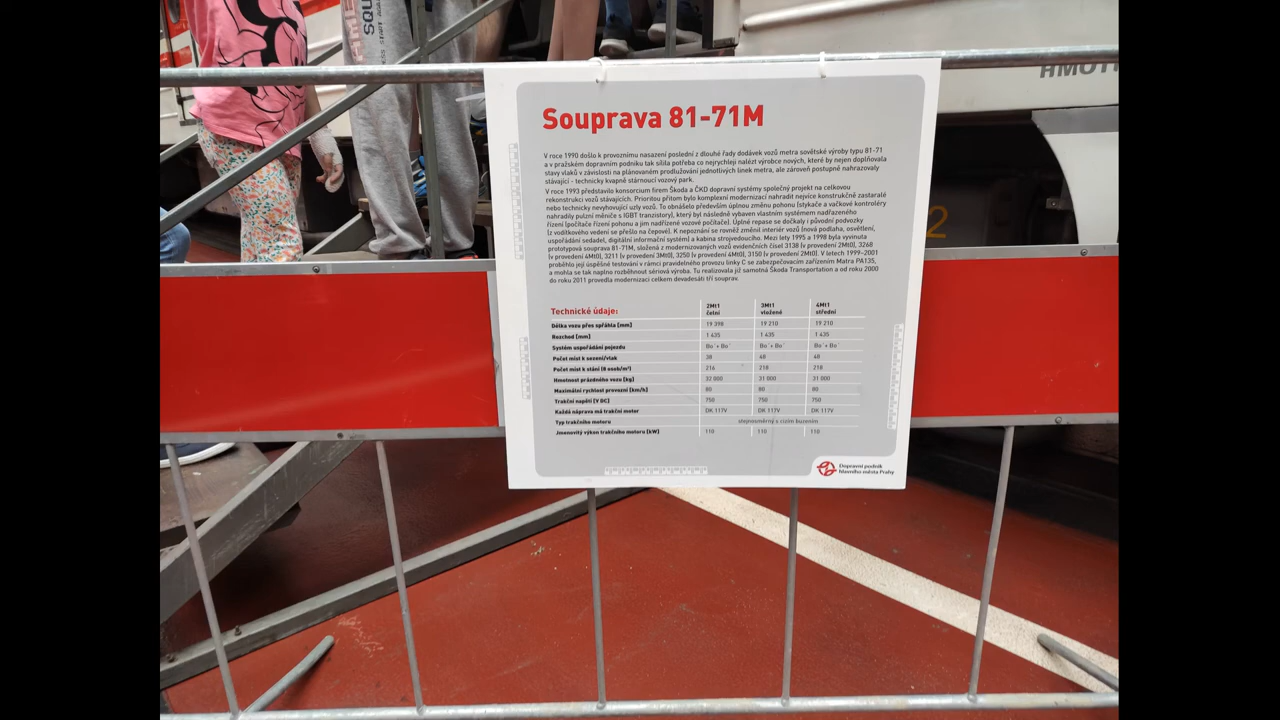 SQU
START
HMOT
2
Souprava 81-71M
V roce 1990 došlo k provoznímu nasazení poslední z dlouhé řady dodávek vozů metra sovětské výroby typu 81-71
a v pražském dopravním podniku tak sílila potřeba co nejrychleji nalézt výrobce nových, které by nejen doplňovala
stavy vlaků v závislosti na plánovaném prodlužování jednotlivých linek metra, ale zároveň postupně nahrazovaly
stávající - technicky kvapně stárnoucí vozový park.
V roce 1993 představilo konsorcium firem Škoda a ČKD dopravní systémy společný projekt na celkovou
rekonstrukci vozů stávajících. Prioritou přitom bylo komplexní modernizací nahradit nejvíce konstrukčně zastaralé
nebo technicky nevyhovující uzly vozů. To obnášelo především úplnou změnu pohonu (stykače a vačkové kontroléry
nahradily pulzní měniče s IGBT tranzistory), který byl následně vybaven vlastním systémem nadřazeného
řízení (počítače řízení pohonu a jim nadřízené vozové počítače). Úplné repase se dočkaly i původní podvozky
(z vodítkového vedení se přešlo na čepové). K nepoznání se rovněž změnil interiér vozů (nová podlaha, osvětlení,
uspořádání sedadel, digitální informační systém) a kabina strojvedoucího. Mezi lety 1995 a 1998 byla vyvinuta
prototypová souprava 81-71M, složená z modernizovaných vozů evidenčních čísel 3138 (v provedení 2Mt0), 3268
(v provedení 4Mt0), 3211 (v provedení 3Mt0), 3250 (v provedení 4Mt0), 3150 (v provedení 2Mt0). V letech 1999–2001
proběhlo její úspěšné testování v rámci pravidelného provozu linky C se zabezpečovacím zařízením Matra PA135,
a mohla se tak naplno rozběhnout sériová výroba. Tu realizovala již samotná Škoda Transportation a od roku 2000
do roku 2011 provedla modernizaci celkem devadesáti tří souprav.
Technické údaje: 2Mt1 čelní 3Mt1 vložené 4Mt1 střední
Délka vozu přes spřáhla [mm] 19 398 19 210 19 210
Rozchod [mm] 1 435 1 435 1 435
Systém uspořádání pojezdu Bo´+ Bo´ Bo´+ Bo´ Bo´+ Bo´
Počet míst k sezení/vlak 38 48 48
Počet míst k stání (8 osob/m²) 216 218 218
Hmotnost prázdného vozu [kg] 32 000 31 000 31 000
Maximální rychlost provozní [km/h] 80 80 80
Trakční napětí [V DC] 750 750 750
Každá náprava má trakční motor DK 117V DK 117V DK 117V
Typ trakčního motoru stejnosměrný s cizím buzením
Jmenovitý výkon trakčního motoru [kW] 110 110 110
Dopravní podnik
hlavního města Prahy